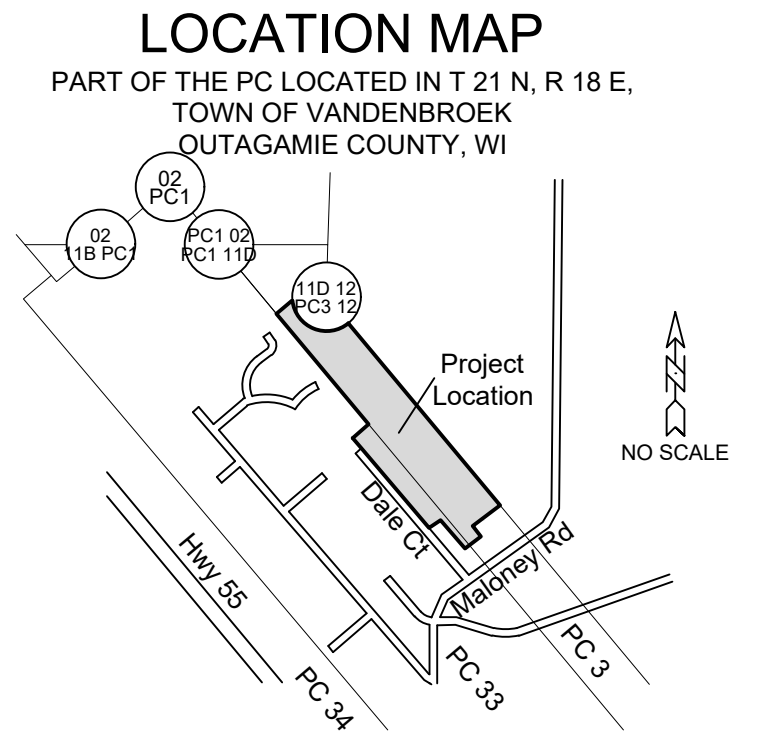 LOCATION MAP
PART OF THE PC LOCATED IN T 21 N, R 18 E,
TOWN OF VANDENBROEK
OUTAGAMIE COUNTY, WI
02
PC1
02
11B PC1
PC1 02
PC1 11D
11D 12
PC3 12
Project
Location
N
NO SCALE
Dale Ct
Hwy 55
Maloney Rd
PC 3
PC 33
PC 34